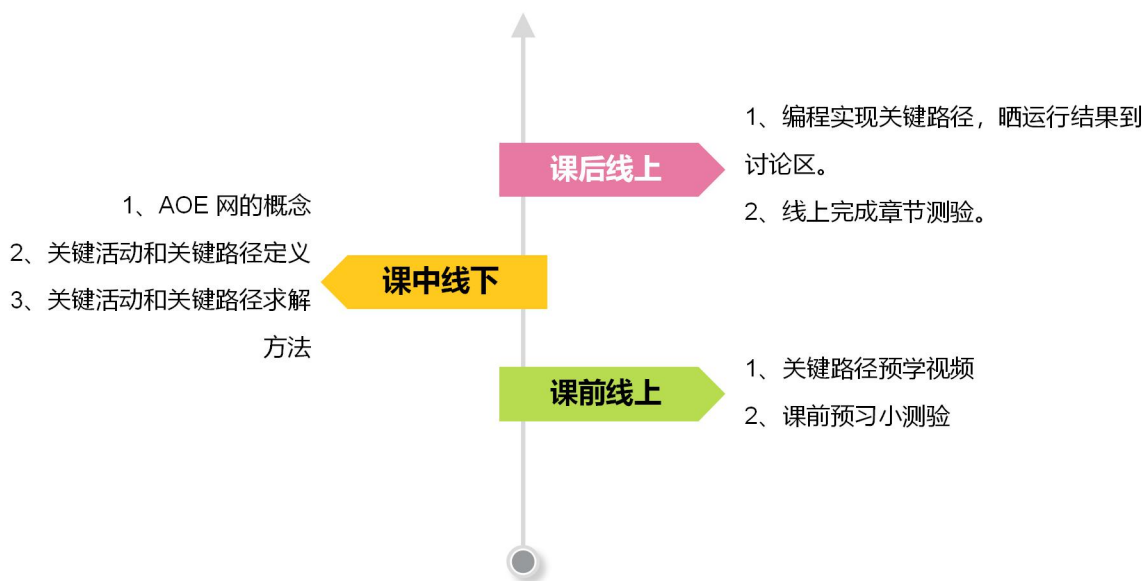 课后线上
1、编程实现关键路径，晒运行结果到
讨论区。
2、线上完成章节测验。
1、AOE 网的概念
2、关键活动和关键路径定义
3、关键活动和关键路径求解
方法
课中线下
课前线上
1、关键路径预学视频
2、课前预习小测验